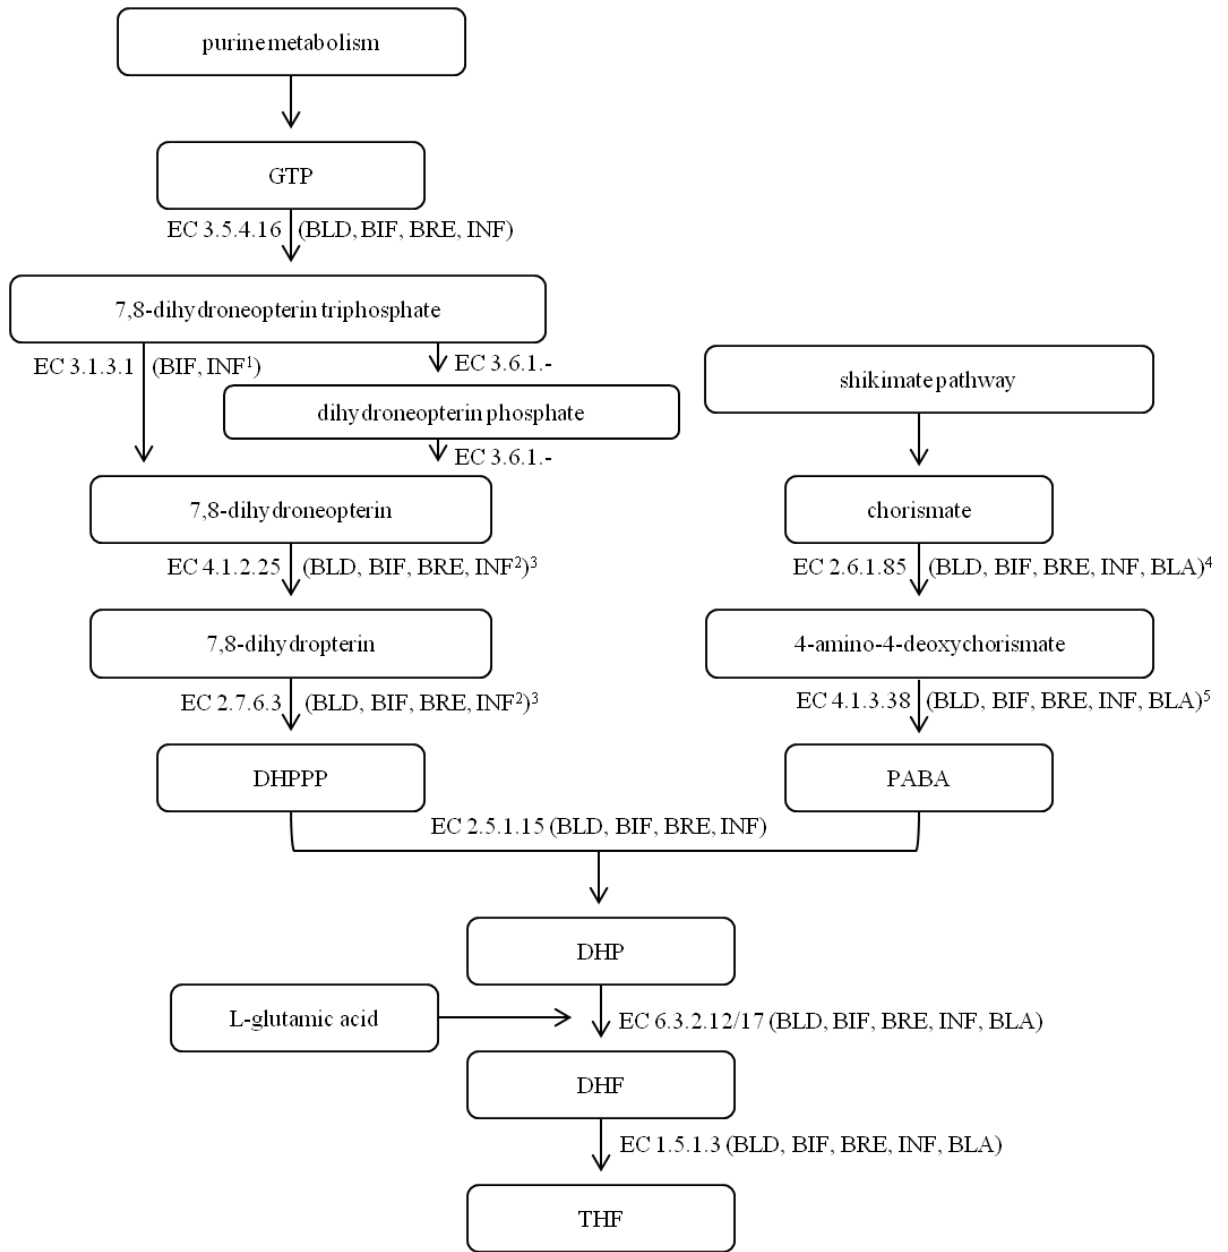 purine metabolism
GTP
EC 3.5.4.16 (BLD, BIF, BRE, INF)
7,8-dihydroneopterin triphosphate
EC 3.1.3.1 (BIF, INF¹)
EC 3.6.1.-
shikimate pathway
dihydroneopterin phosphate
EC 3.6.1.-
7,8-dihydroneopterin
chorismate
EC 4.1.2.25 (BLD, BIF, BRE, INF²)³
EC 2.6.1.85 (BLD, BIF, BRE, INF, BLA)⁴
7,8-dihydropterin
4-amino-4-deoxychorismate
EC 2.7.6.3 (BLD, BIF, BRE, INF²)³
EC 4.1.3.38 (BLD, BIF, BRE, INF, BLA)⁵
DHPPP
PABA
EC 2.5.1.15 (BLD, BIF, BRE, INF)
DHP
L-glutamic acid
EC 6.3.2.12/17 (BLD, BIF, BRE, INF, BLA)
DHF
EC 1.5.1.3 (BLD, BIF, BRE, INF, BLA)
THF